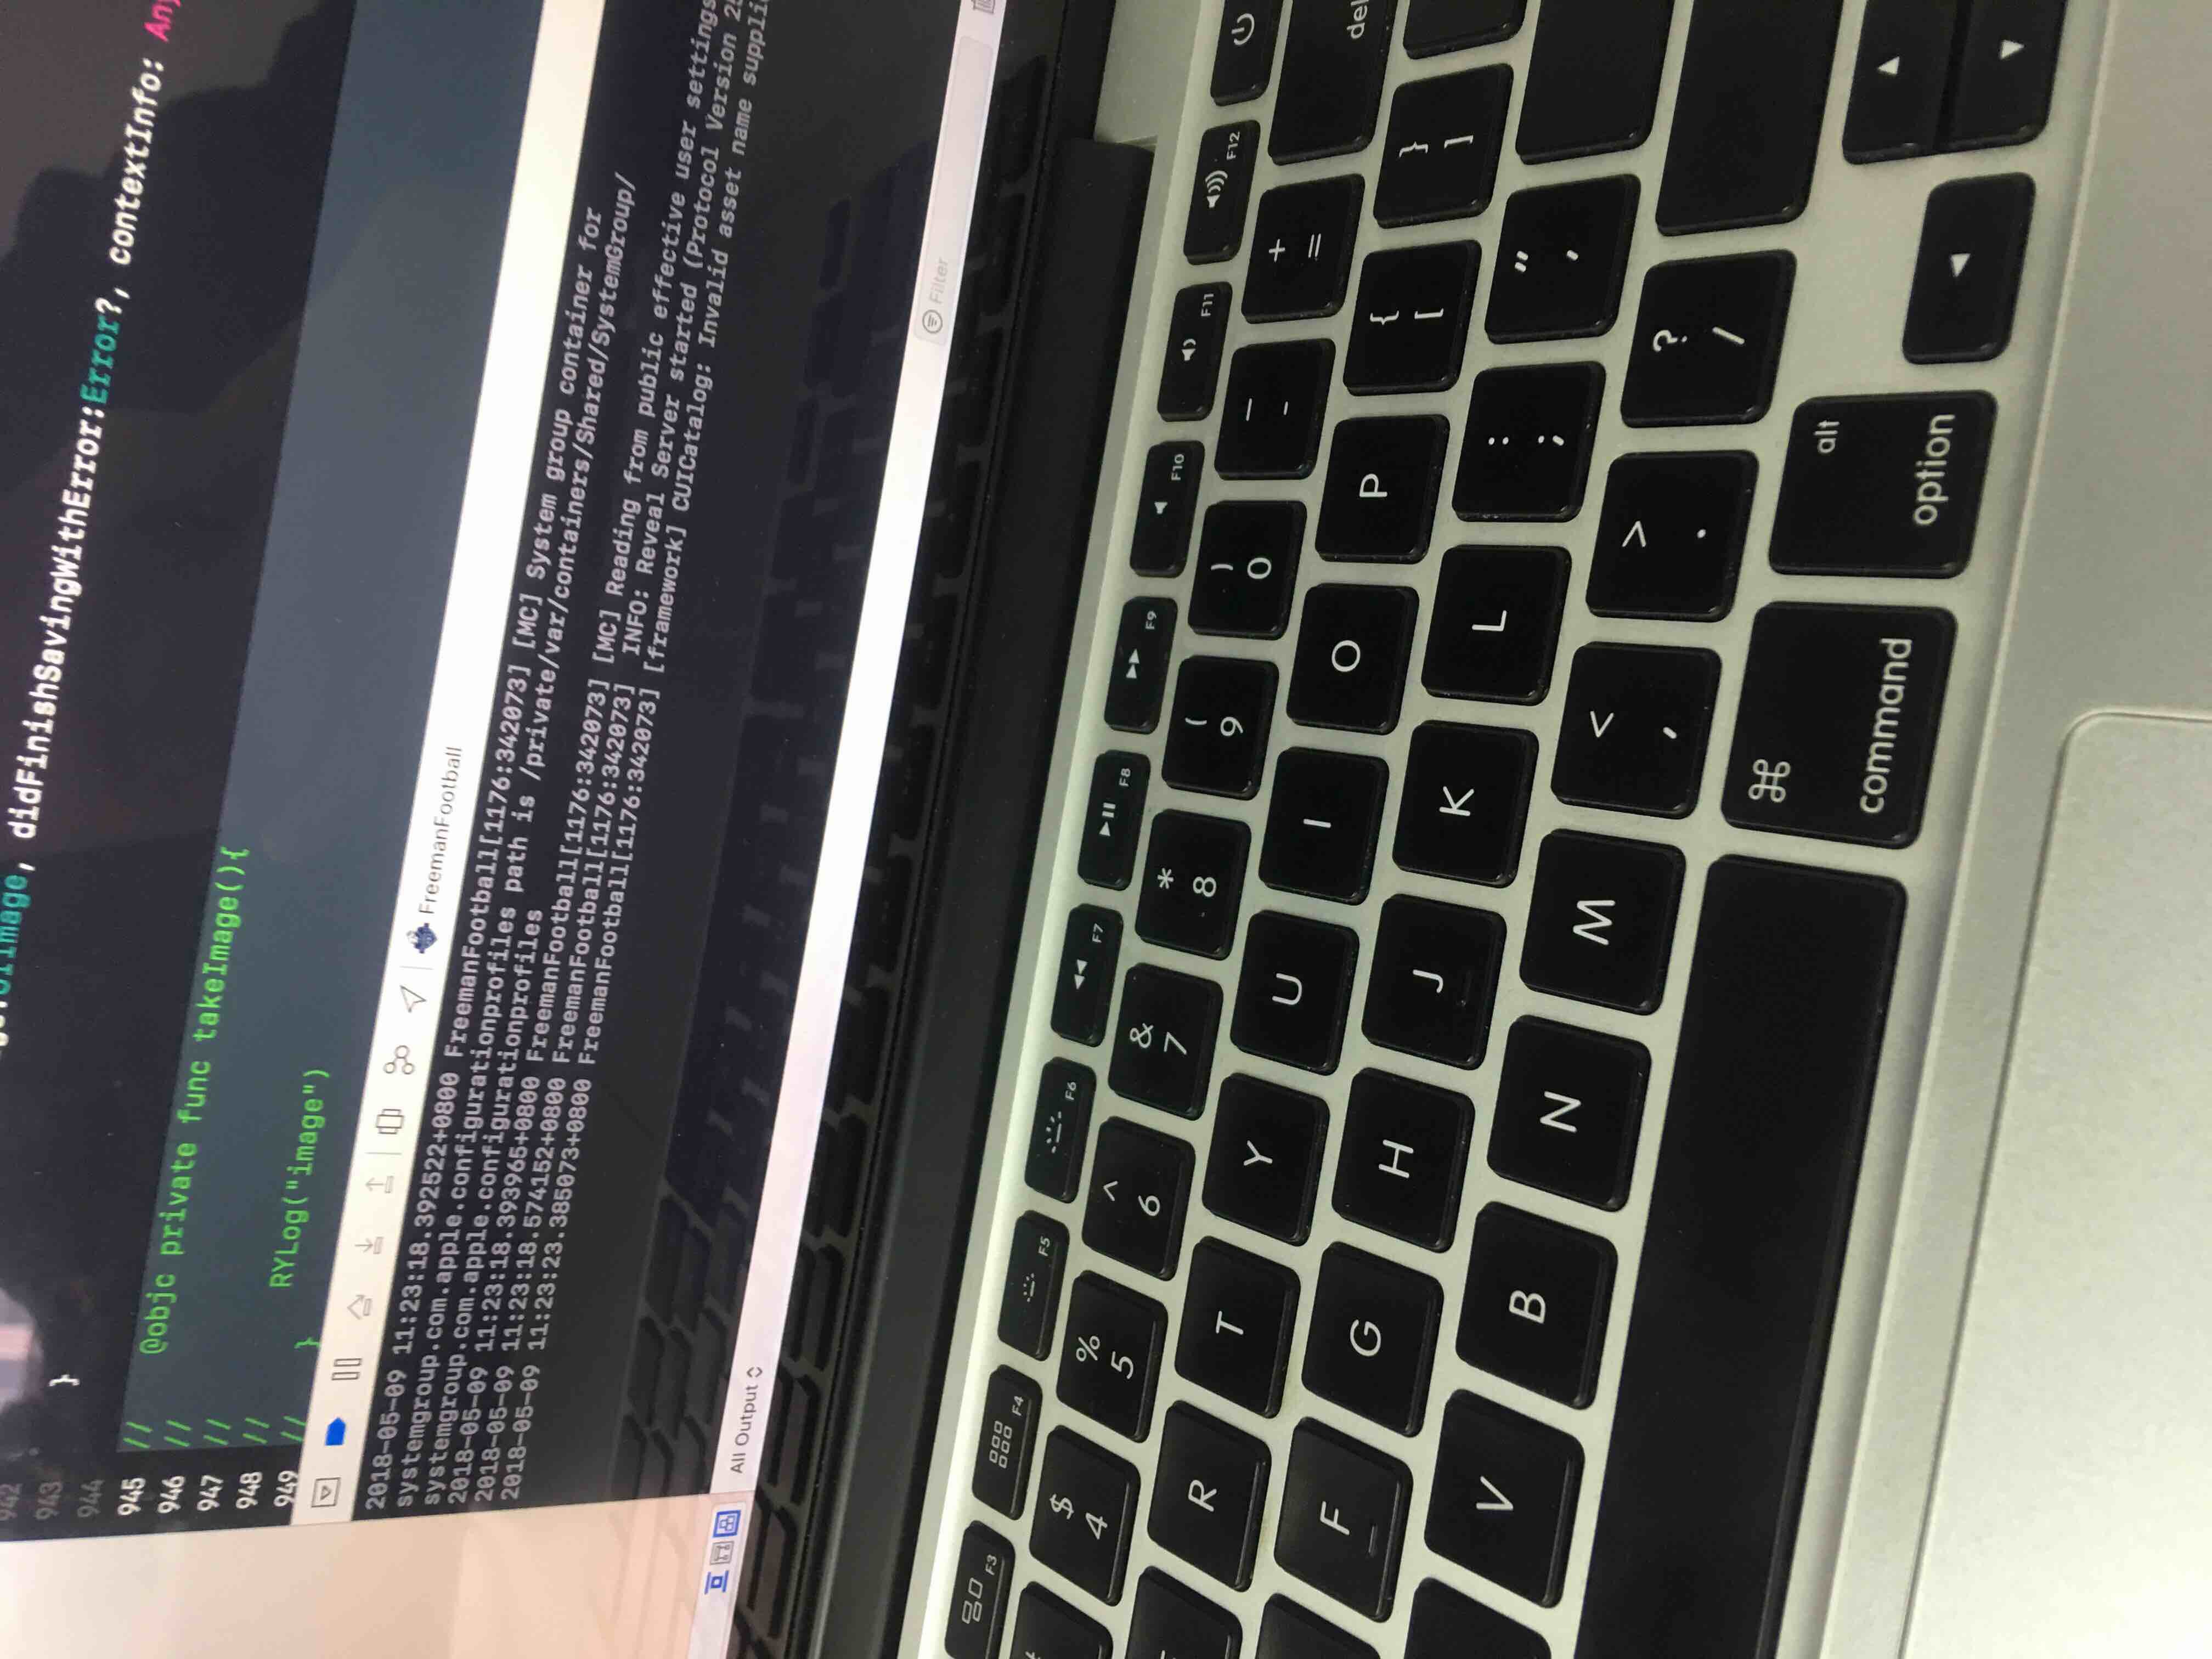 942
943 }
Image, didFinishSavingWithError:Error?, contextInfo:
944
945 //
946 // @objc private func takeImage(){
947 //
948 // RYLog("image")
949 // }
FreemanFootball
2018-05-09 11:23:18.392522+0800 FreemanFootball[1176:342073] [MC] System group container for
systemgroup.com.apple.configurationprofiles path is /private/var/containers/Shared/SystemGroup/
systemgroup.com.apple.configurationprofiles
2018-05-09 11:23:18.393965+0800 FreemanFootball[1176:342073] [MC] Reading from public effective user settings
2018-05-09 11:23:18.574152+0800 FreemanFootball[1176:342073] INFO: Reveal Server started (Protocol Version
2018-05-09 11:23:23.385073+0800 FreemanFootball[1176:342073] [framework] CUICatalog: Invalid asset name
All Output
Filter
F3 F4 F5 F6 F7 F8 F9 F10 F11 F12
$ % ^ & * ( ) _ +
4 5 6 7 8 9 0 - =
R T Y U I O P { [ } ]
F G H J K L : ; " '
V B N M < , > . ? /
⌘ alt
command option